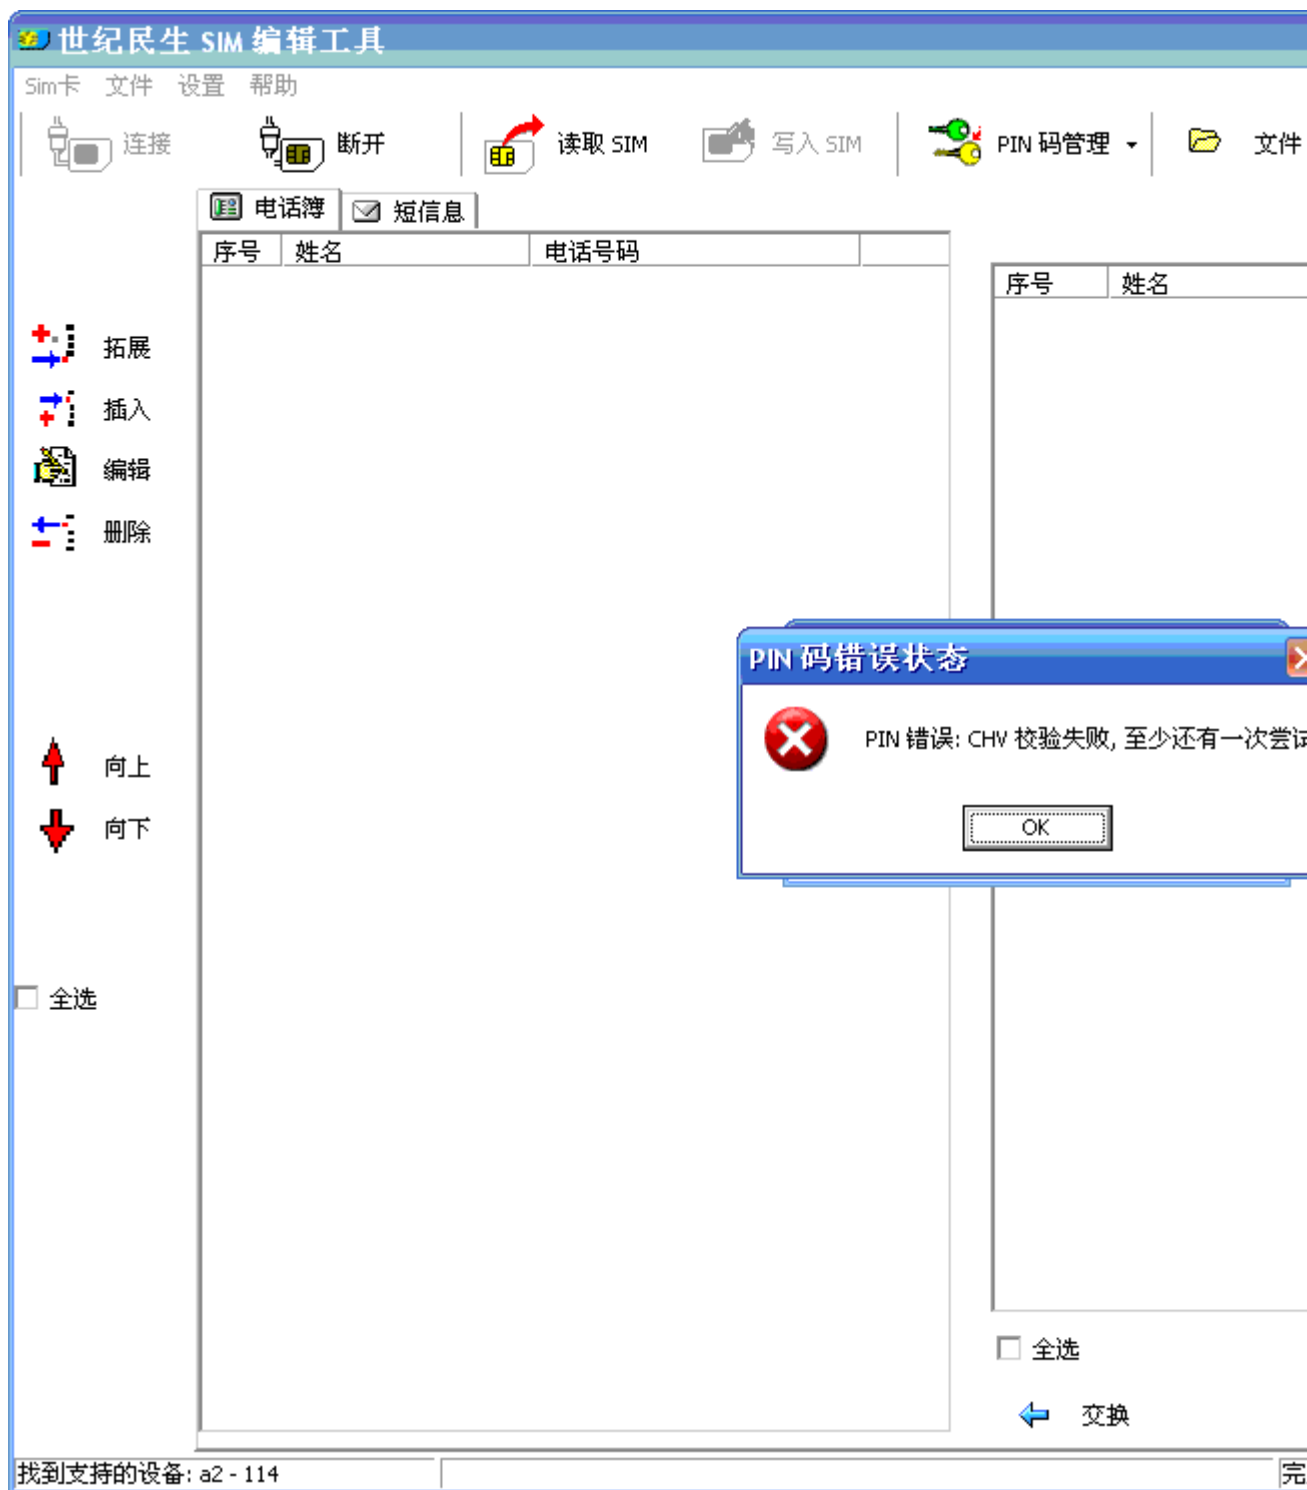 世纪民生 SIM 编辑工具
Sim卡 文件 设置 帮助
连接 断开 读取 SIM 写入 SIM PIN 码管理 文件
电话簿 短信息
序号 姓名 电话号码
序号 姓名
拓展
插入
编辑
删除
PIN 码错误状态
PIN 错误: CHV 校验失败, 至少还有一次尝试
OK
向上
向下
全选
全选
交换
找到支持的设备: a2 - 114
完